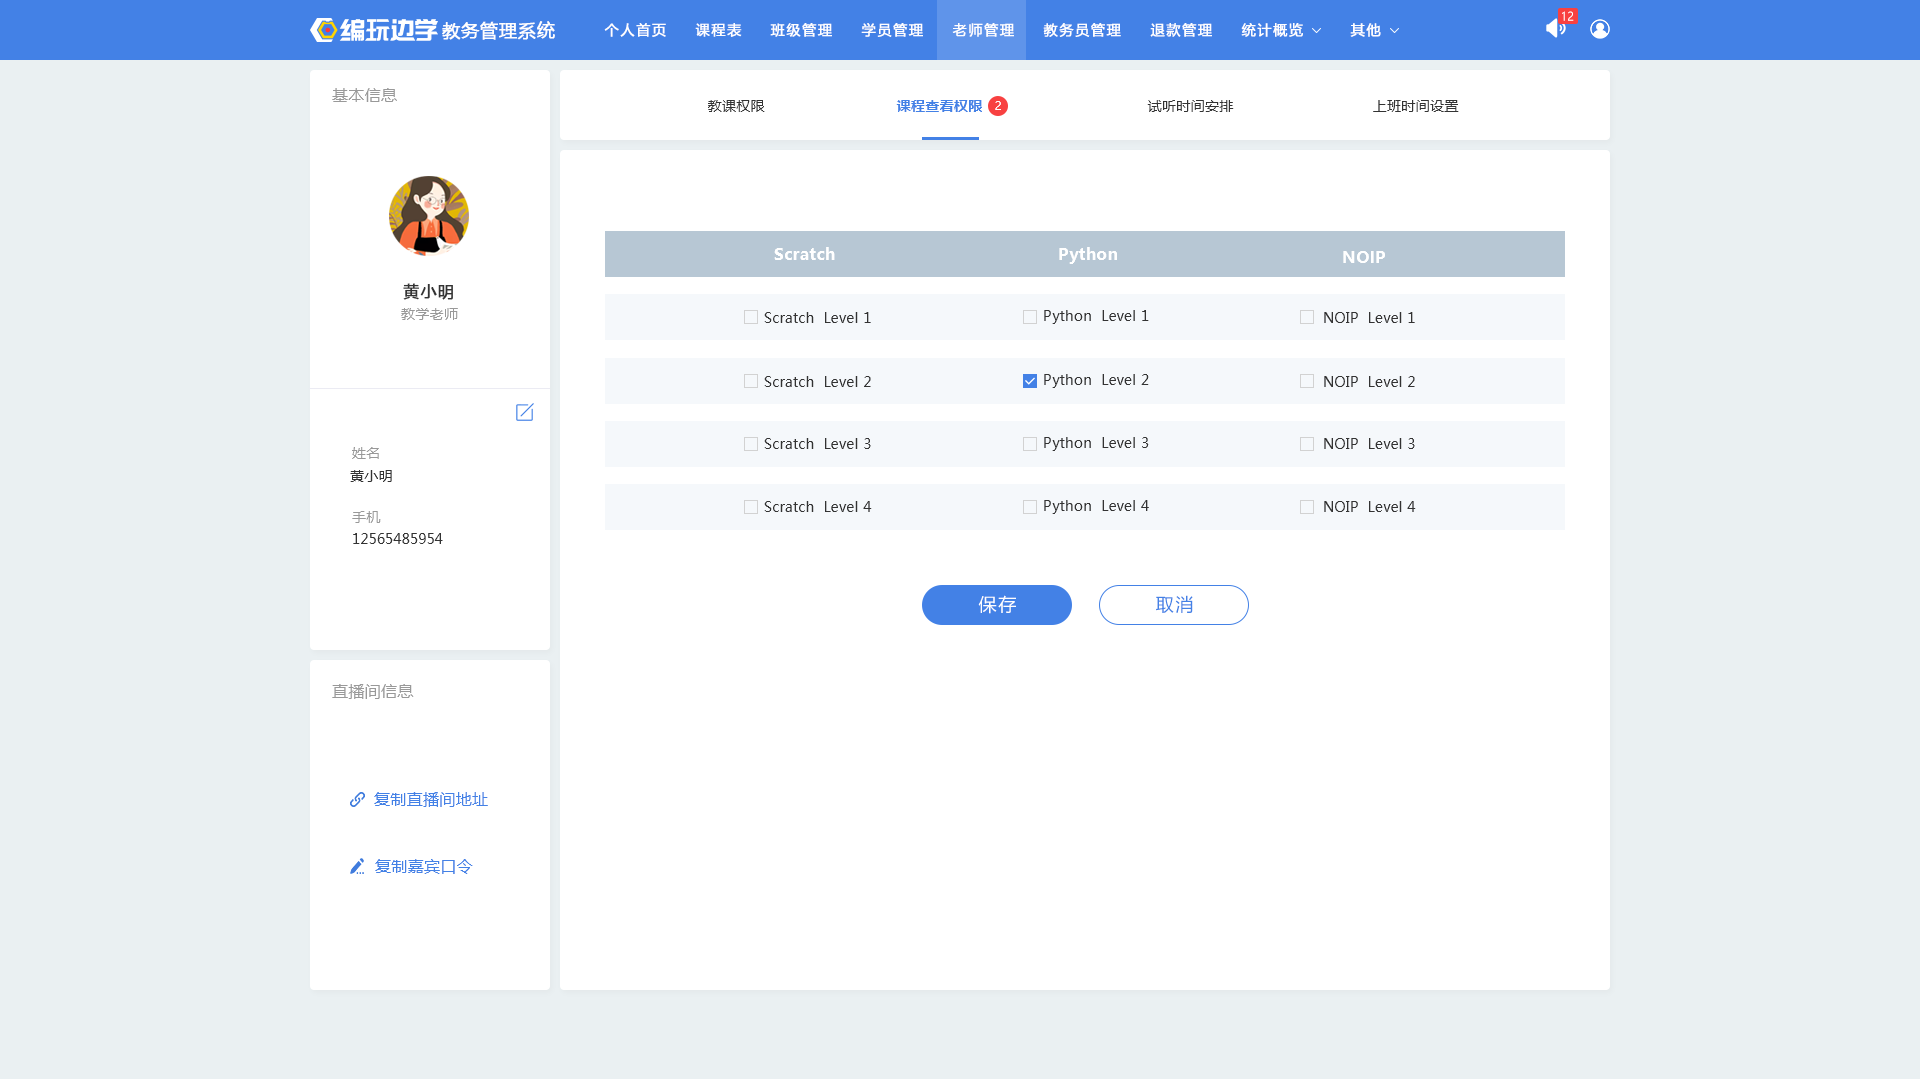 编玩边学 教务管理系统 个人首页 课程表 班级管理 学员管理 老师管理 教务员管理 退款管理 统计概览 其他 12
基本信息
黄小明
教学老师
姓名
黄小明
手机
12565485954
直播间信息
复制直播间地址
复制嘉宾口令
教课权限 课程查看权限 2 试听时间安排 上班时间设置
Scratch Python NOIP
Scratch Level 1 Python Level 1 NOIP Level 1
Scratch Level 2 Python Level 2 NOIP Level 2
Scratch Level 3 Python Level 3 NOIP Level 3
Scratch Level 4 Python Level 4 NOIP Level 4
保存 取消